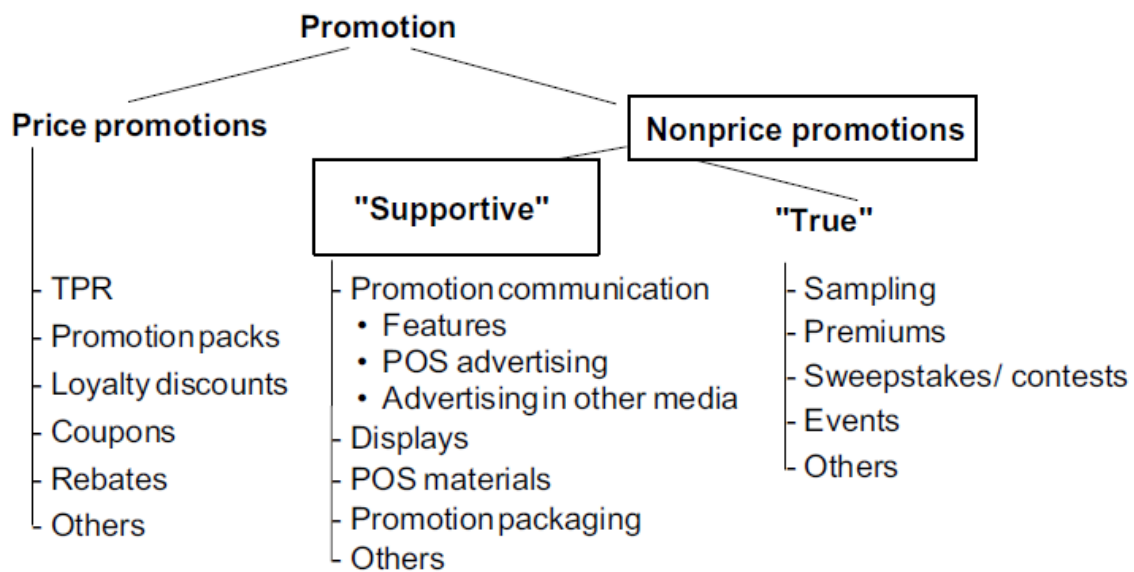 Promotion
Price promotions
Nonprice promotions
"Supportive"
"True"
- TPR
- Promotion packs
- Loyalty discounts
- Coupons
- Rebates
- Others
- Promotion communication
• Features
• POS advertising
• Advertising in other media
- Displays
- POS materials
- Promotion packaging
- Others
- Sampling
- Premiums
- Sweepstakes/ contests
- Events
- Others